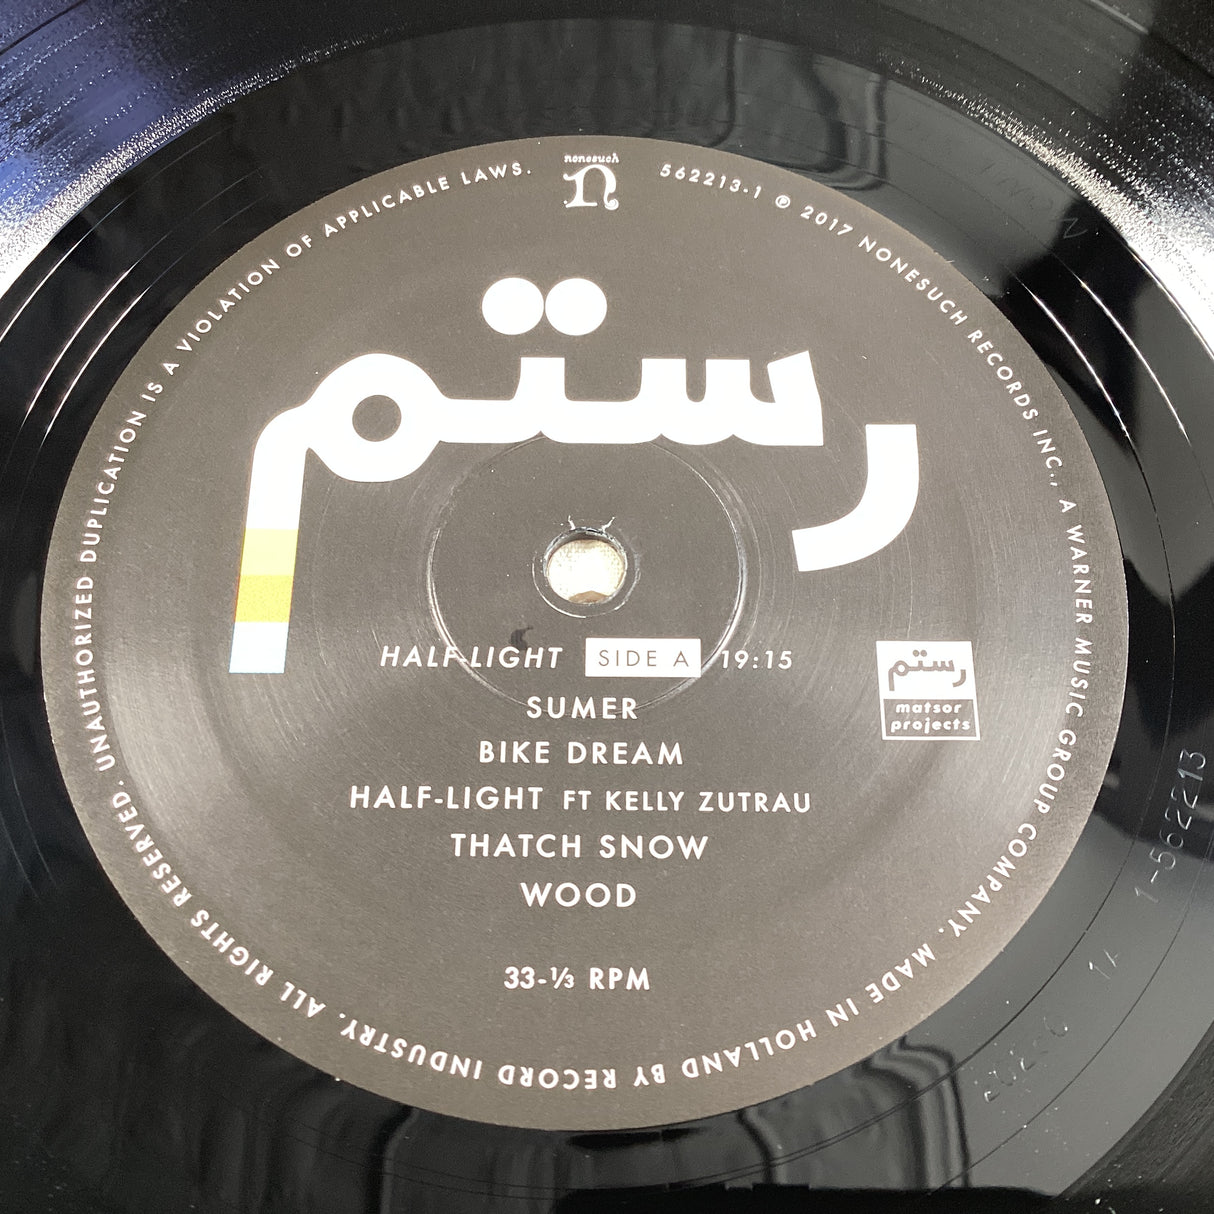 nonesuch
562213-1 ℗ 2017 NONESUCH RECORDS INC., A WARNER MUSIC GROUP COMPANY. MADE IN HOLLAND BY RECORD INDUSTRY. ALL RIGHTS RESERVED. UNAUTHORIZED DUPLICATION IS A VIOLATION OF APPLICABLE LAWS.
رستم
HALF-LIGHT SIDE A 19:15
SUMER
BIKE DREAM
HALF-LIGHT FT KELLY ZUTRAU
THATCH SNOW
WOOD
33-⅓ RPM
رستم
matsor
projects
1-562213
1A